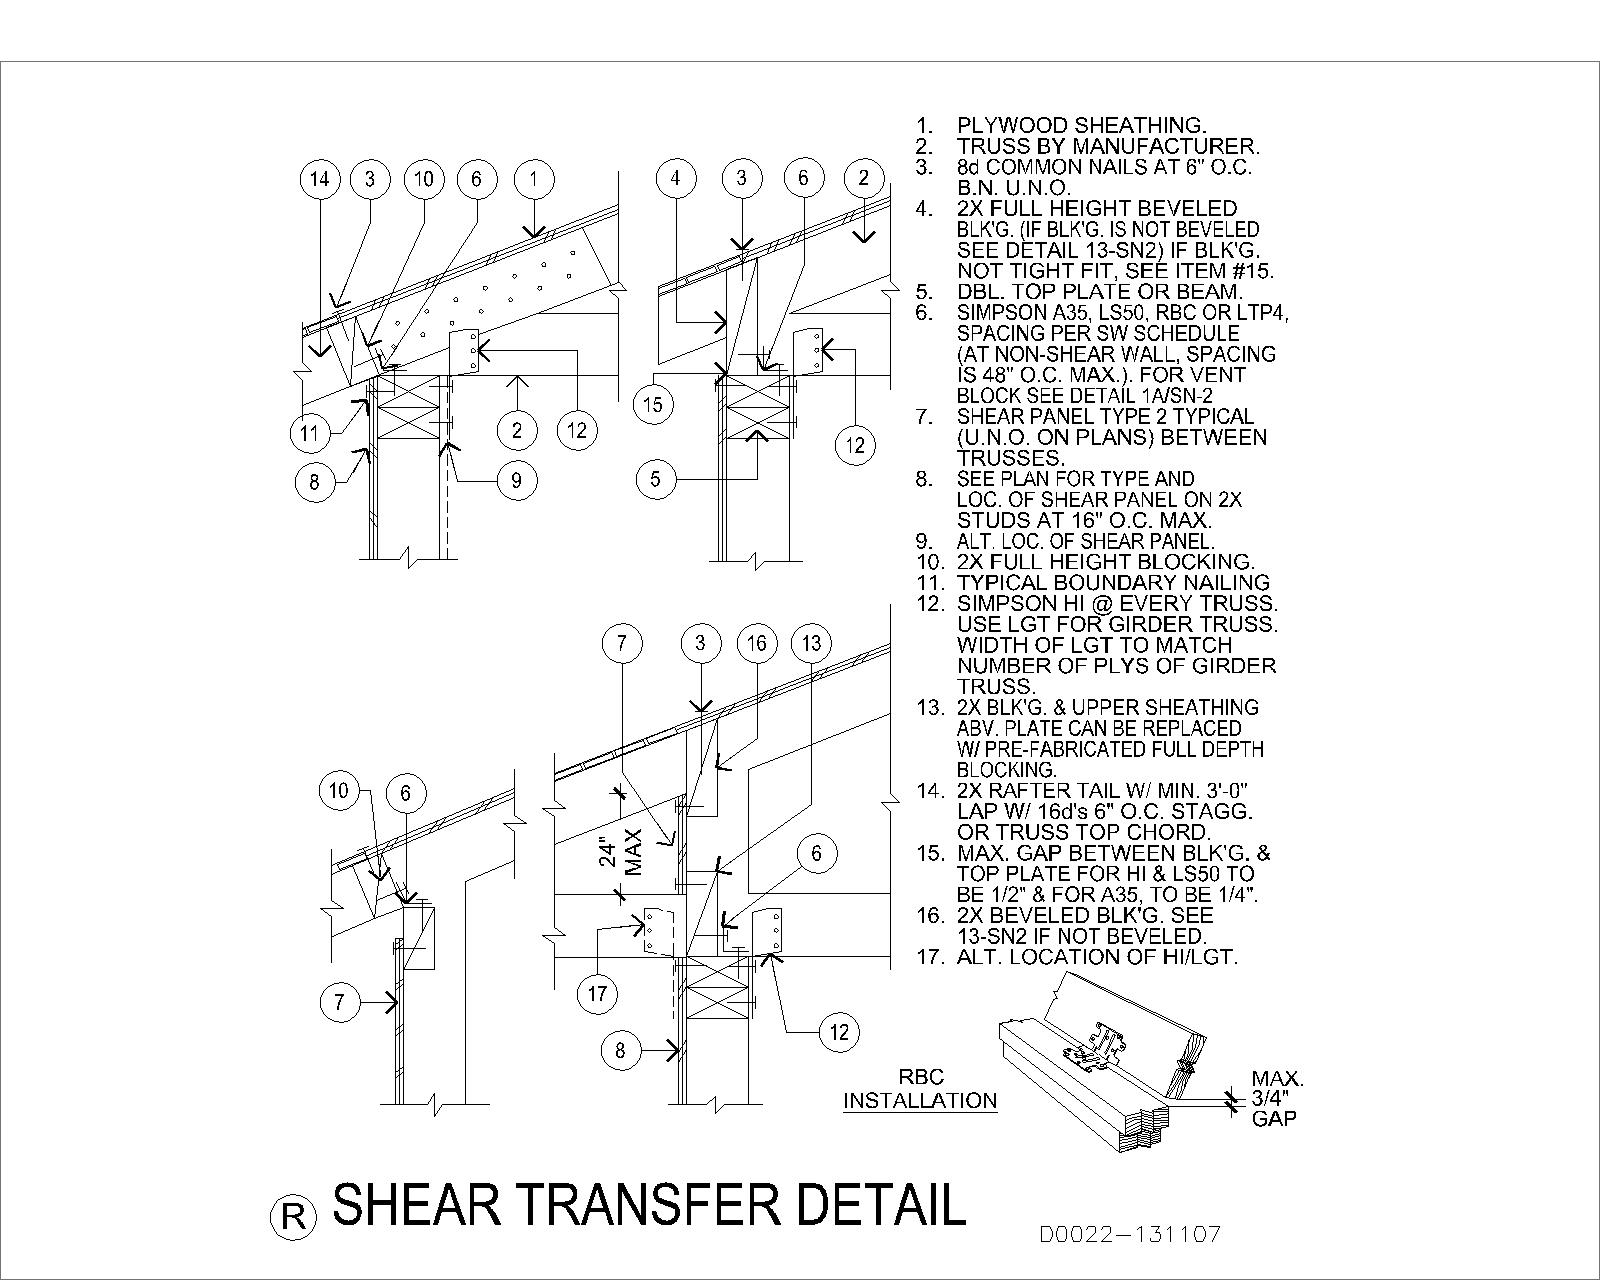 14 3 10 6 1
4 3 6 2
15
11 2 12
12
8 9
5
7 3 16 13
10 6
24" MAX
6
17
7
8
12
1. PLYWOOD SHEATHING.
2. TRUSS BY MANUFACTURER.
3. 8d COMMON NAILS AT 6" O.C.
B.N. U.N.O.
4. 2X FULL HEIGHT BEVELED
BLK'G. (IF BLK'G. IS NOT BEVELED
SEE DETAIL 13-SN2) IF BLK'G.
NOT TIGHT FIT, SEE ITEM #15.
5. DBL. TOP PLATE OR BEAM.
6. SIMPSON A35, LS50, RBC OR LTP4,
SPACING PER SW SCHEDULE
(AT NON-SHEAR WALL, SPACING
IS 48" O.C. MAX.). FOR VENT
BLOCK SEE DETAIL 1A/SN-2
7. SHEAR PANEL TYPE 2 TYPICAL
(U.N.O. ON PLANS) BETWEEN
TRUSSES.
8. SEE PLAN FOR TYPE AND
LOC. OF SHEAR PANEL ON 2X
STUDS AT 16" O.C. MAX.
9. ALT. LOC. OF SHEAR PANEL.
10. 2X FULL HEIGHT BLOCKING.
11. TYPICAL BOUNDARY NAILING
12. SIMPSON HI @ EVERY TRUSS.
USE LGT FOR GIRDER TRUSS.
WIDTH OF LGT TO MATCH
NUMBER OF PLYS OF GIRDER
TRUSS.
13. 2X BLK'G. & UPPER SHEATHING
ABV. PLATE CAN BE REPLACED
W/ PRE-FABRICATED FULL DEPTH
BLOCKING.
14. 2X RAFTER TAIL W/ MIN. 3'-0"
LAP W/ 16d's 6" O.C. STAGG.
OR TRUSS TOP CHORD.
15. MAX. GAP BETWEEN BLK'G. &
TOP PLATE FOR HI & LS50 TO
BE 1/2" & FOR A35, TO BE 1/4".
16. 2X BEVELED BLK'G. SEE
13-SN2 IF NOT BEVELED.
17. ALT. LOCATION OF HI/LGT.
RBC
INSTALLATION
MAX.
3/4"
GAP
R SHEAR TRANSFER DETAIL
D0022-131107